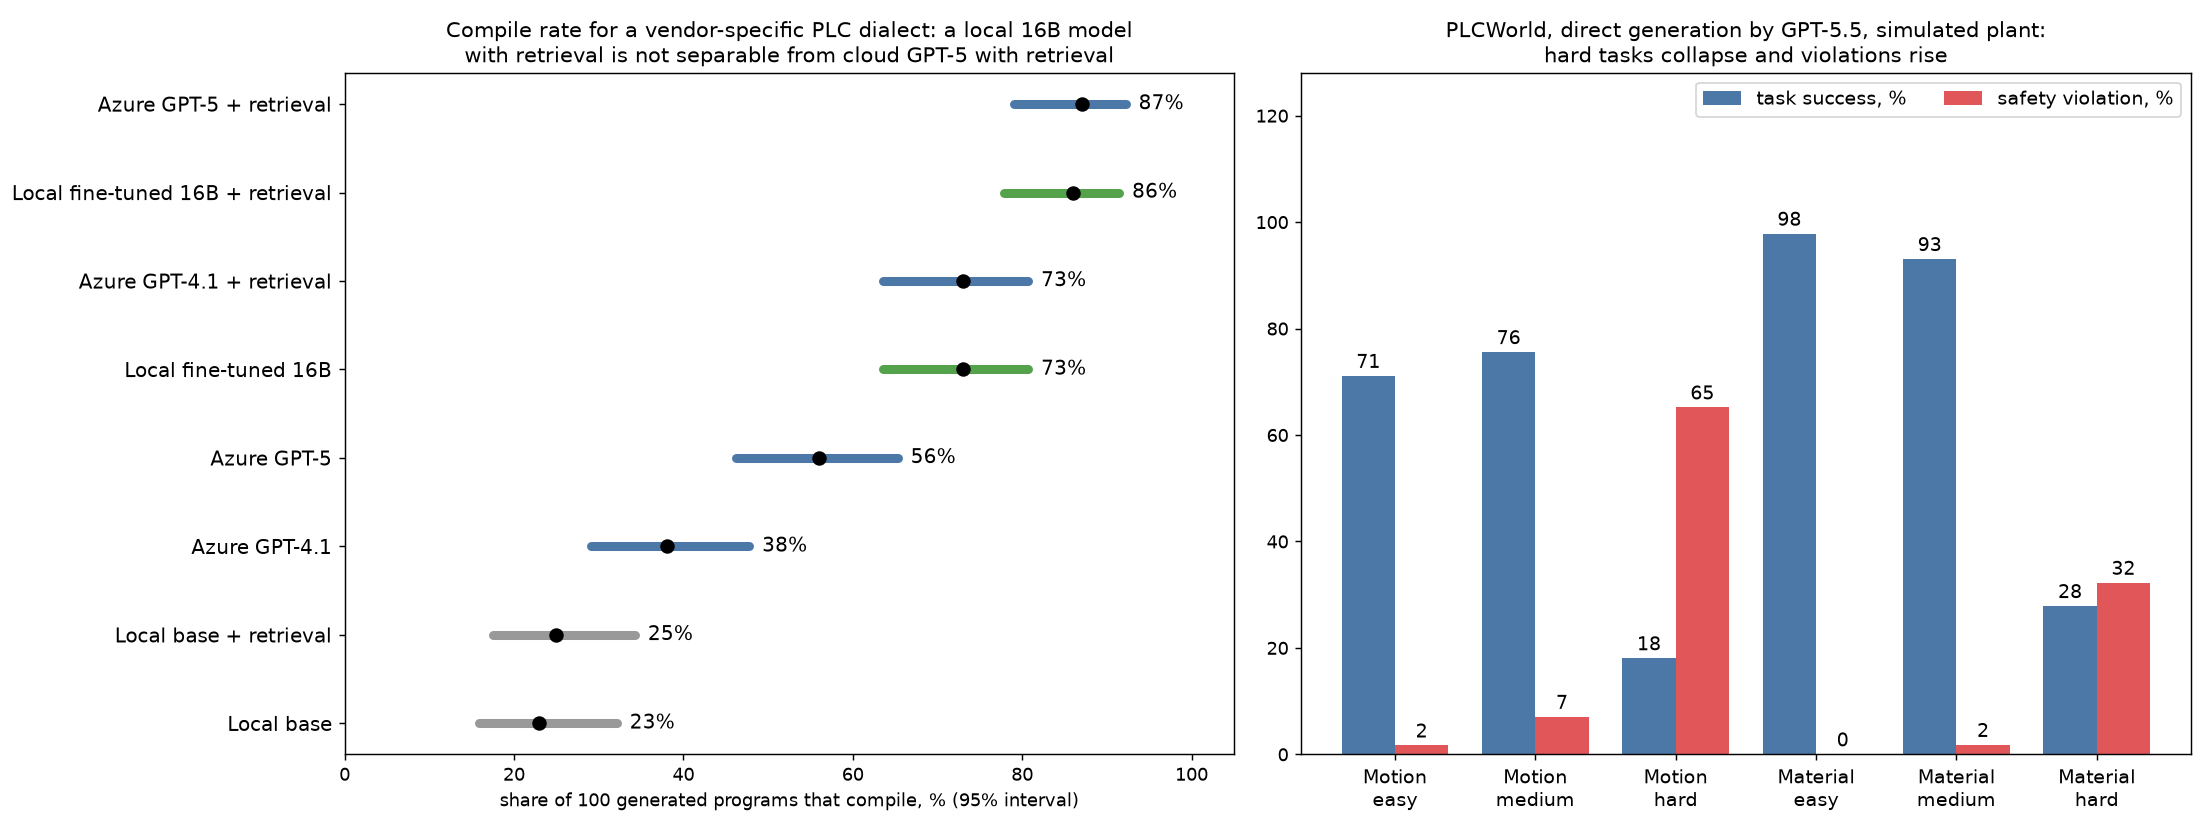 Compile rate for a vendor-specific PLC dialect: a local 16B model
with retrieval is not separable from cloud GPT-5 with retrieval
Azure GPT-5 + retrieval
87%
Local fine-tuned 16B + retrieval
86%
Azure GPT-4.1 + retrieval
73%
Local fine-tuned 16B
73%
Azure GPT-5
56%
Azure GPT-4.1
38%
Local base + retrieval
25%
Local base
23%
0 20 40 60 80 100
share of 100 generated programs that compile, % (95% interval)
PLCWorld, direct generation by GPT-5.5, simulated plant:
hard tasks collapse and violations rise
task success, % safety violation, %
120
100
80
60
40
20
0
71
2
76
7
18
65
98
0
93
2
28
32
Motion
easy
Motion
medium
Motion
hard
Material
easy
Material
medium
Material
hard